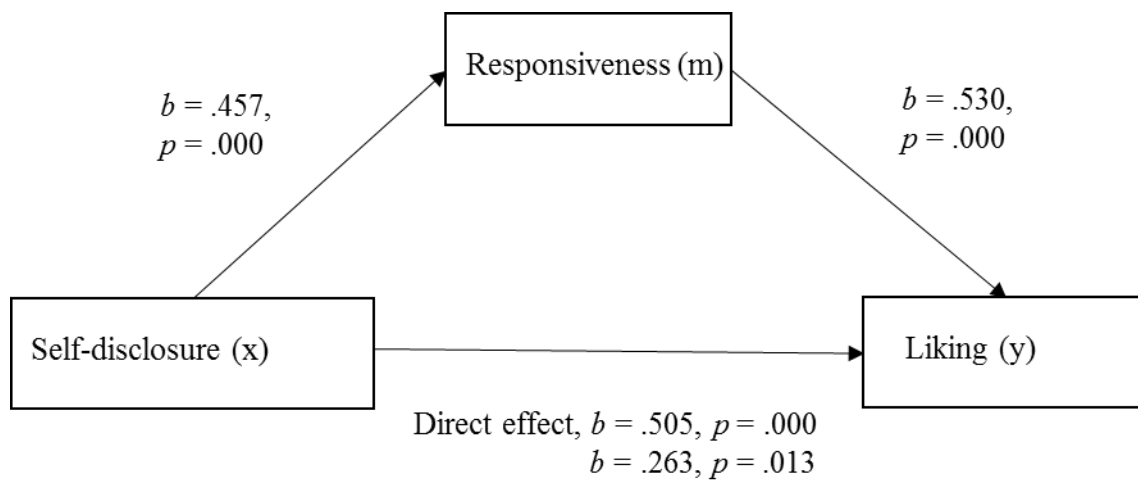 Responsiveness (m)
b = .457,
p = .000
b = .530,
p = .000
Self-disclosure (x)
Liking (y)
Direct effect, b = .505, p = .000
b = .263, p = .013